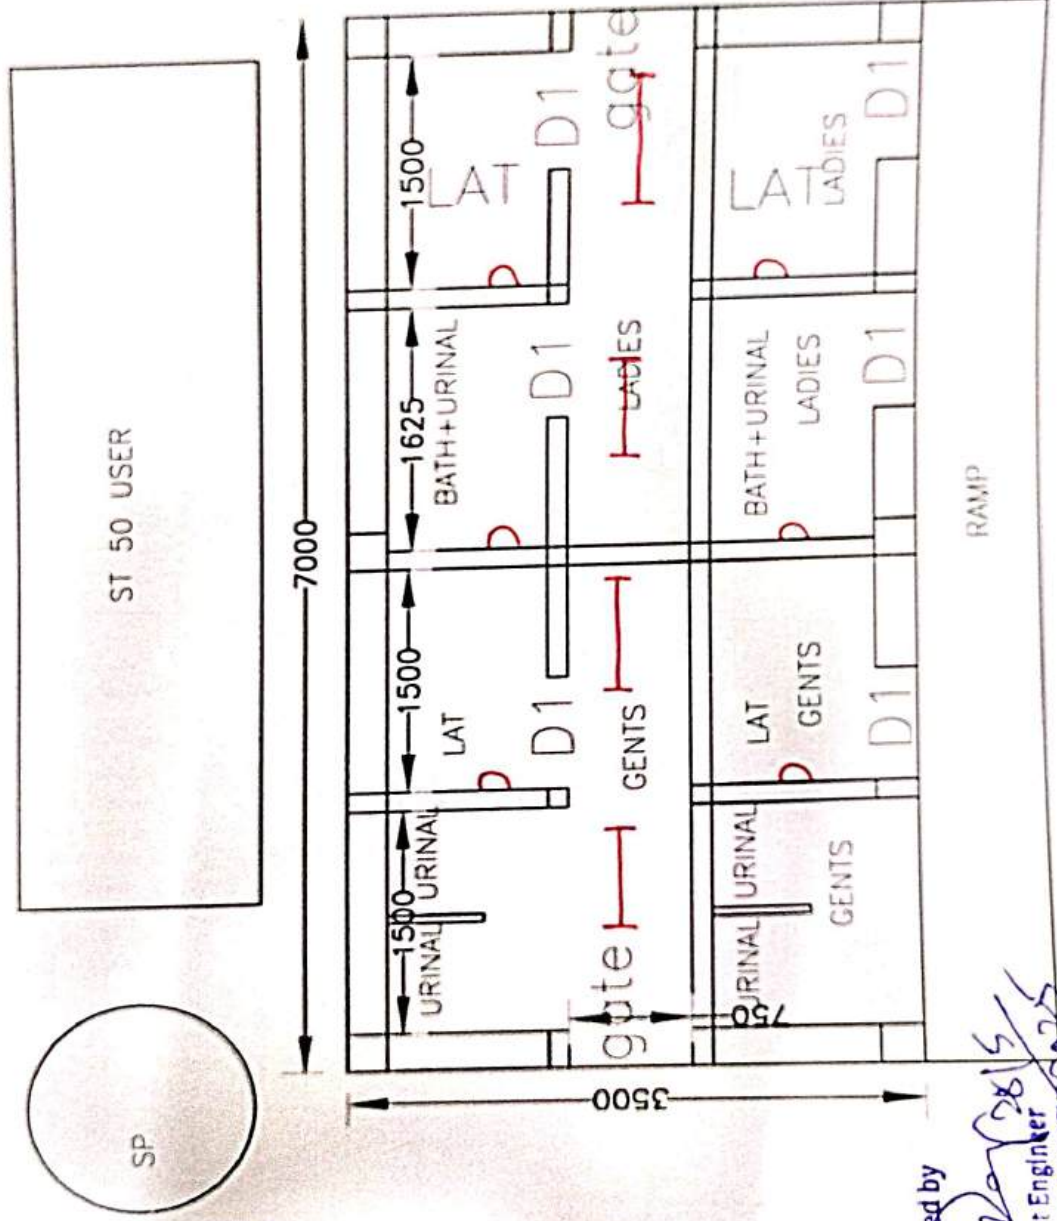 ST 50 USER
SP
7000
1500
1625
1500
1500
LAT
BATH+URINAL
LAT
URINAL
URINAL
D1
D1
D1
gate
LADIES
GENTS
gate
750
3500
LAT
LADIES
BATH+URINAL
LADIES
LAT
GENTS
URINAL
URINAL
GENTS
D1
D1
D1
RAMP
ed by
t Engineer